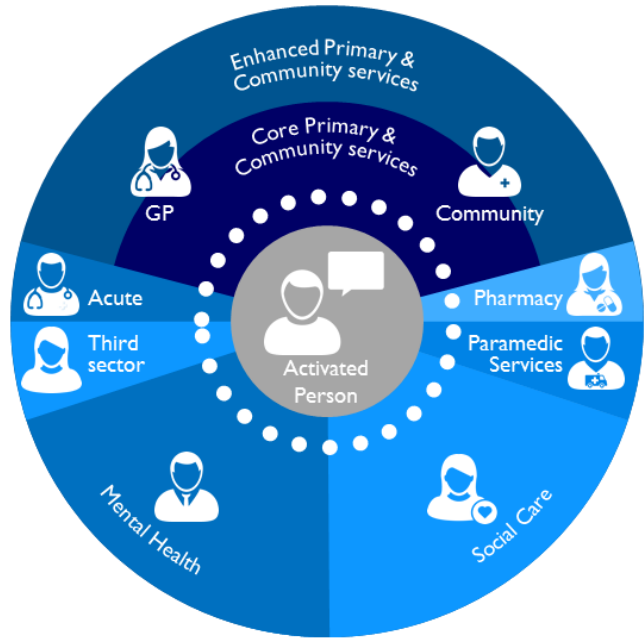 Enhanced Primary &
Community services
Core Primary &
Community services
GP
Community
Acute
Pharmacy
Third
sector
Paramedic
Services
Activated
Person
Mental Health
Social Care